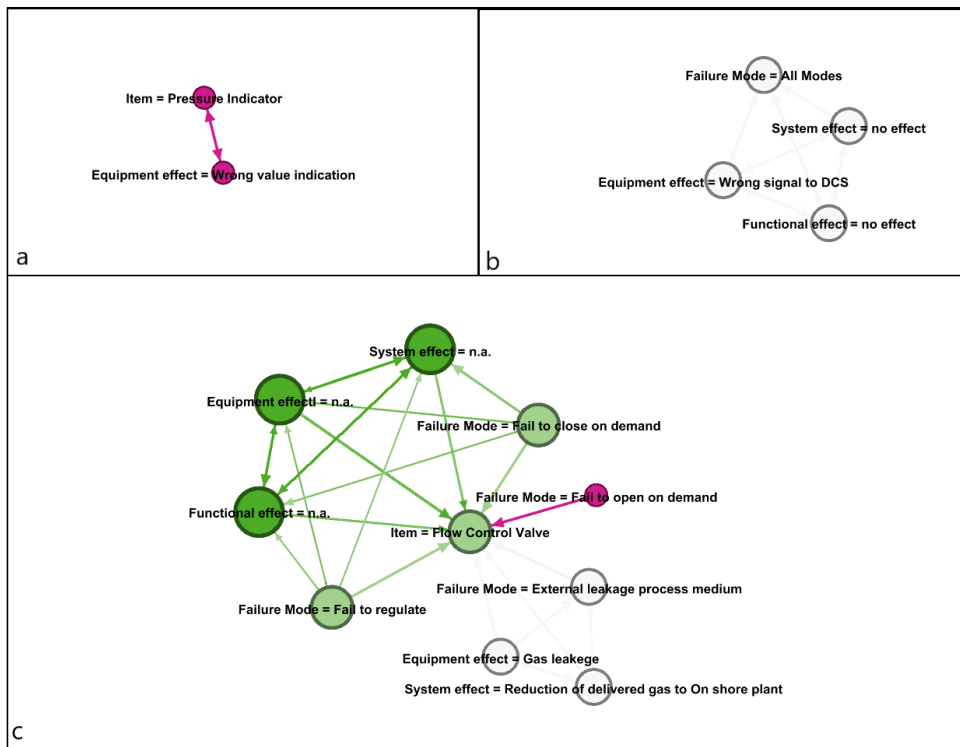 Item = Pressure Indicator
Equipment effect = Wrong value indication
a
Failure Mode = All Modes
System effect = no effect
Equipment effect = Wrong signal to DCS
Functional effect = no effect
b
System effect = n.a.
Equipment effectl = n.a.
Failure Mode = Fail to close on demand
Failure Mode = Fail to open on demand
Functional effect = n.a.
Item = Flow Control Valve
Failure Mode = External leakage process medium
Failure Mode = Fail to regulate
Equipment effect = Gas leakege
System effect = Reduction of delivered gas to On shore plant
c